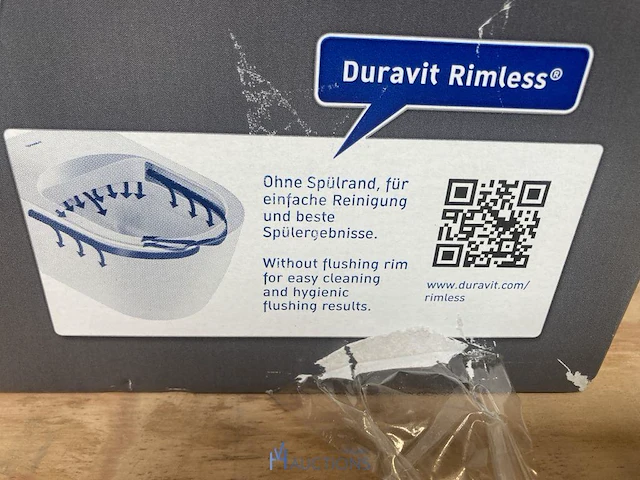 Duravit Rimless®
Ohne Spülrand, für
einfache Reinigung
und beste
Spülergebnisse.
Without flushing rim
for easy cleaning
and hygienic
flushing results.
www.duravit.com/
rimless